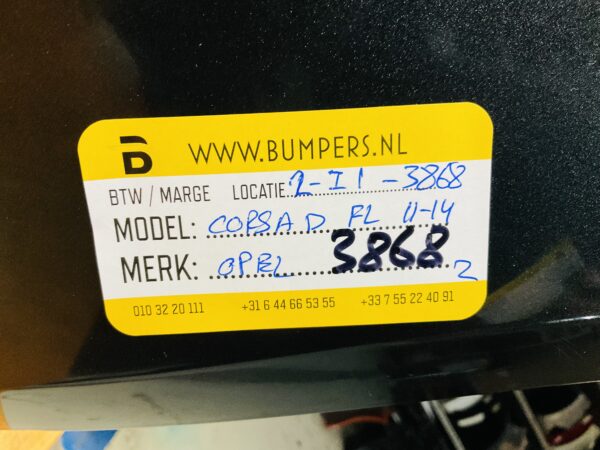 WWW.BUMPERS.NL
BTW / MARGE LOCATIE: 2-II-3868
MODEL: CORSA D FL 11-14
MERK: OPEL 3868 2
010 32 20 111 +31 6 44 66 53 55 +33 7 55 22 40 91